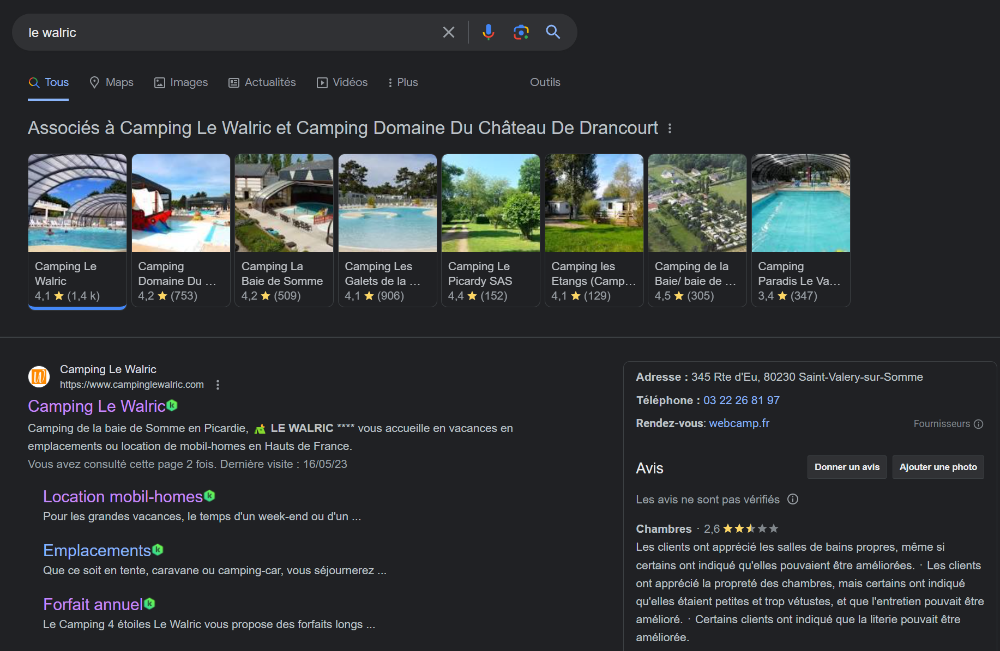 le walric
Tous
Maps
Images
Actualités
Vidéos
Plus
Outils
Associés à Camping Le Walric et Camping Domaine Du Château De Drancourt
Camping Le
Walric
4,1 ★ (1,4 k)
Camping
Domaine Du ...
4,2 ★ (753)
Camping La
Baie de Somme
4,2 ★ (509)
Camping Les
Galets de la ...
4,1 ★ (906)
Camping Le
Picardy SAS
4,4 ★ (152)
Camping les
Etangs (Camp...
4,1 ★ (129)
Camping de la
Baie/ baie de ...
4,5 ★ (305)
Camping
Paradis Le Va...
3,4 ★ (347)
W
Camping Le Walric
https://www.campinglewalric.com
Camping Le Walric
k
Camping de la baie de Somme en Picardie, 🏕 LE WALRIC **** vous accueille en vacances en
emplacements ou location de mobil-homes en Hauts de France.
Vous avez consulté cette page 2 fois. Dernière visite : 16/05/23
Location mobil-homes
k
Pour les grandes vacances, le temps d'un week-end ou d'un ...
Emplacements
k
Que ce soit en tente, caravane ou camping-car, vous séjournerez ...
Forfait annuel
k
Le Camping 4 étoiles Le Walric vous propose des forfaits longs ...
Adresse : 345 Rte d'Eu, 80230 Saint-Valery-sur-Somme
Téléphone : 03 22 26 81 97
Rendez-vous: webcamp.fr
Fournisseurs
Avis
Donner un avis
Ajouter une photo
Les avis ne sont pas vérifiés
Chambres · 2,6
Les clients ont apprécié les salles de bains propres, même si
certains ont indiqué qu'elles pouvaient être améliorées. · Les clients
ont apprécié la propreté des chambres, mais certains ont indiqué
qu'elles étaient petites et trop vétustes, et que l'entretien pouvait être
amélioré. · Certains clients ont indiqué que la literie pouvait être
améliorée.